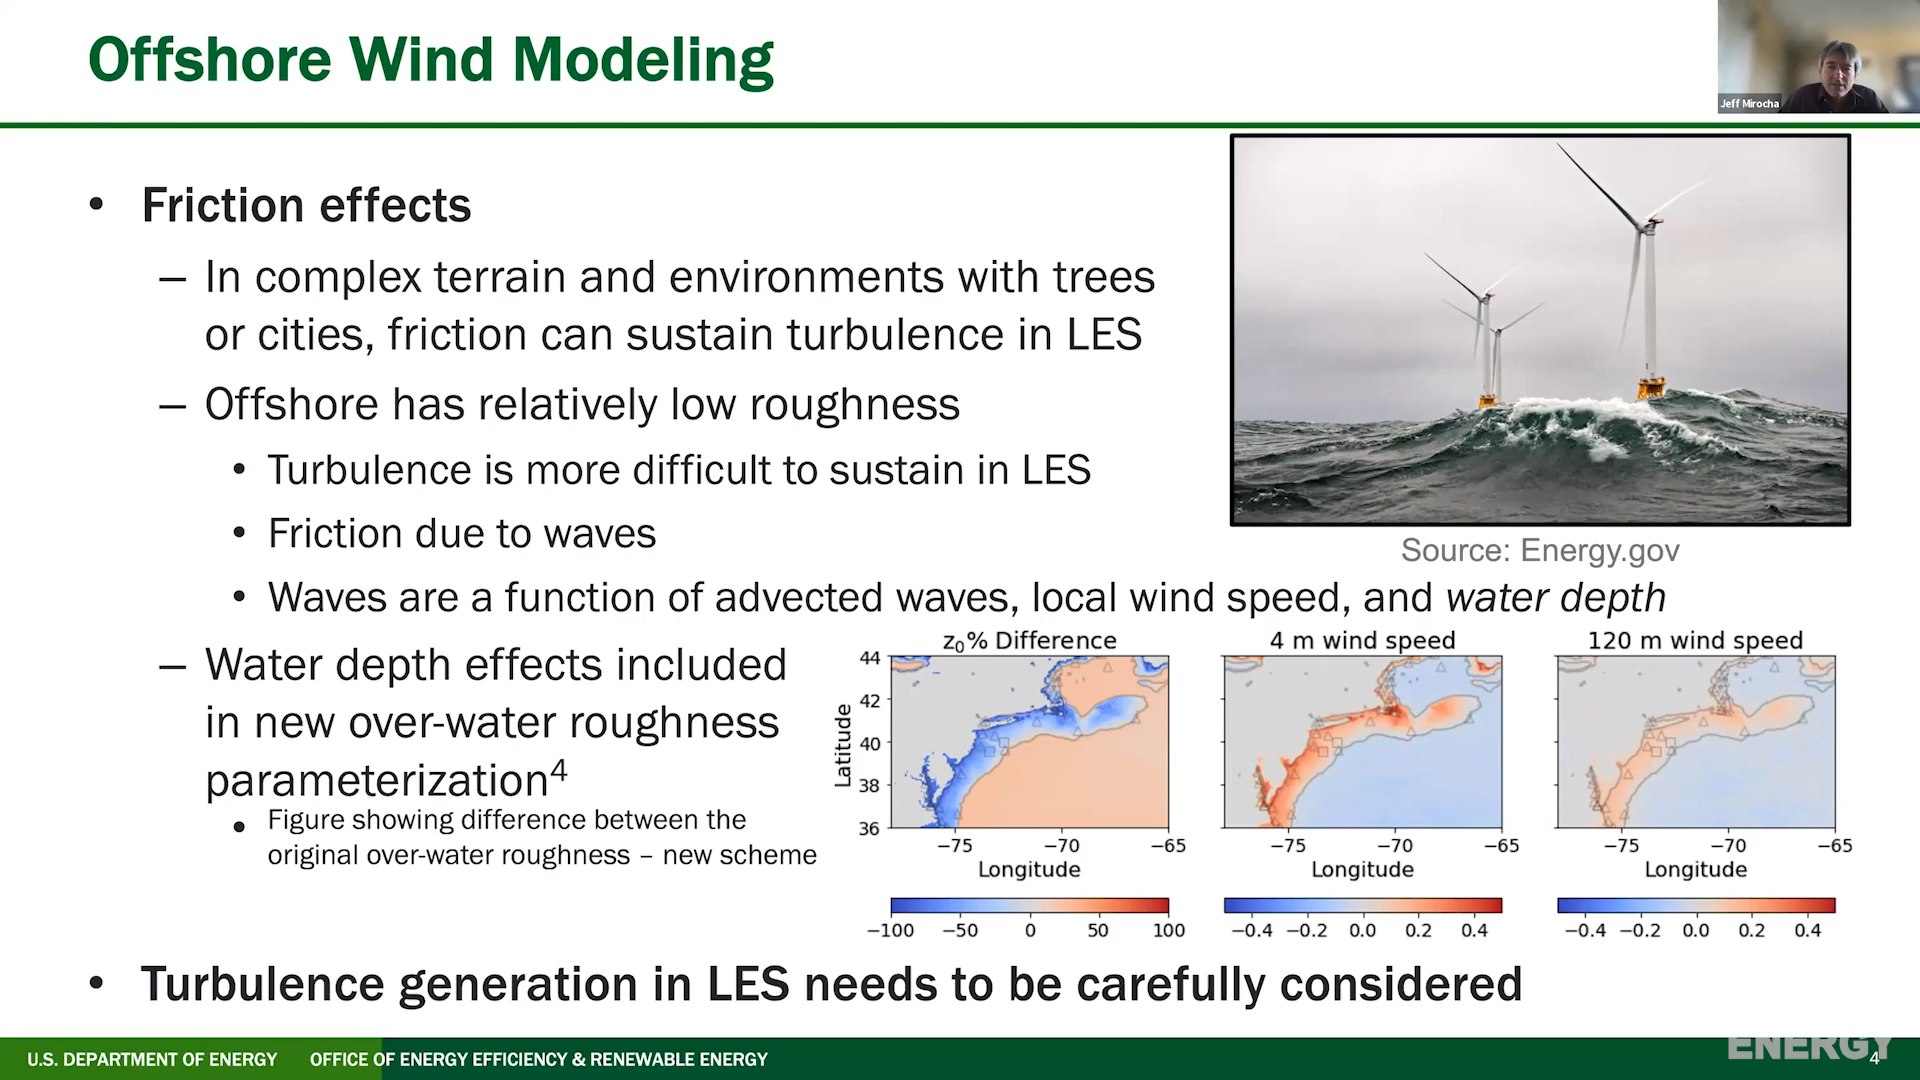 Offshore Wind Modeling
Jeff Mirocha
• Friction effects
– In complex terrain and environments with trees
or cities, friction can sustain turbulence in LES
– Offshore has relatively low roughness
• Turbulence is more difficult to sustain in LES
• Friction due to waves
• Waves are a function of advected waves, local wind speed, and water depth
Source: Energy.gov
– Water depth effects included
in new over-water roughness
parameterization⁴
• Figure showing difference between the
original over-water roughness – new scheme
z₀% Difference
44
42
40
38
36
Latitude
−75 −70 −65
Longitude
−100 −50 0 50 100
4 m wind speed
−75 −70 −65
Longitude
−0.4 −0.2 0.0 0.2 0.4
120 m wind speed
−75 −70 −65
Longitude
−0.4 −0.2 0.0 0.2 0.4
• Turbulence generation in LES needs to be carefully considered
U.S. DEPARTMENT OF ENERGY OFFICE OF ENERGY EFFICIENCY & RENEWABLE ENERGY
ENERGY
4